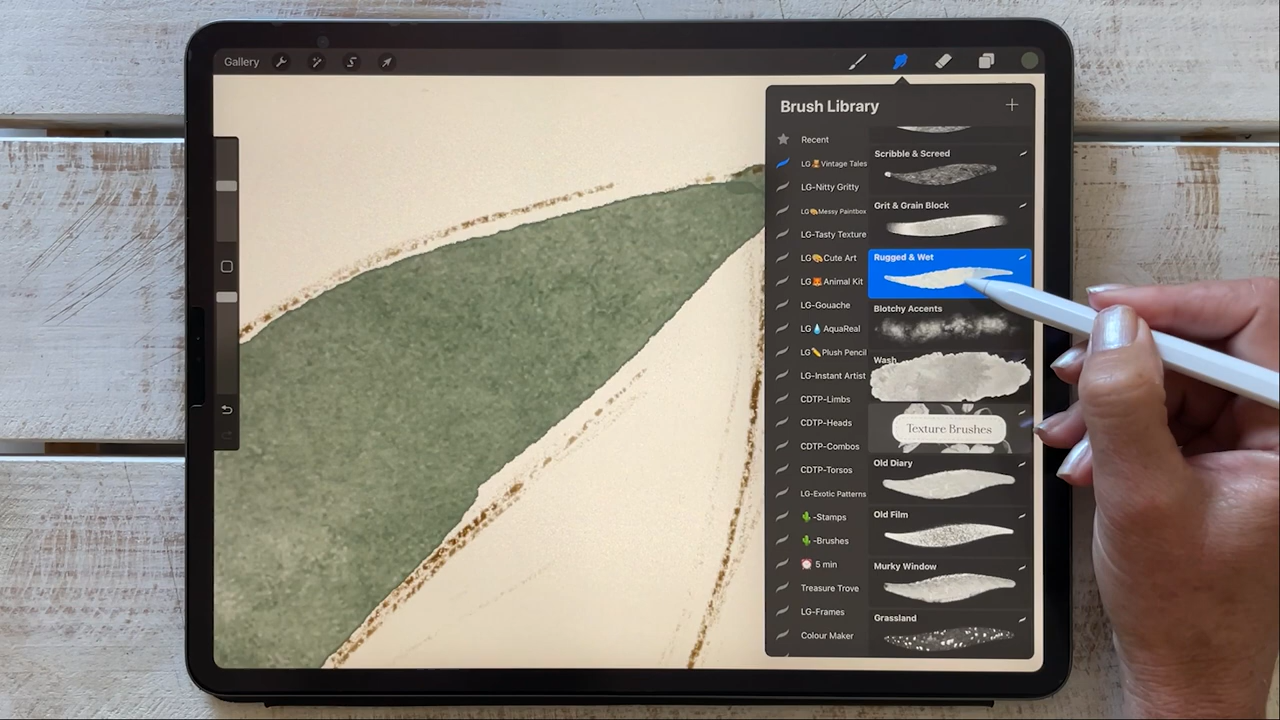 Gallery
Brush Library
Recent
LG🧸Vintage Tales
LG-Nitty Gritty
LG🎨Messy Paintbox
LG-Tasty Texture
LG🎨Cute Art
LG🦊Animal Kit
LG-Gouache
LG💧AquaReal
LG✏️Plush Pencil
LG-Instant Artist
CDTP-Limbs
CDTP-Heads
CDTP-Combos
CDTP-Torsos
LG-Exotic Patterns
🌵-Stamps
🌵-Brushes
⏰ 5 min
Treasure Trove
LG-Frames
Colour Maker
Scribble & Screed
Grit & Grain Block
Rugged & Wet
Blotchy Accents
Wash
Texture Brushes
Old Diary
Old Film
Murky Window
Grassland